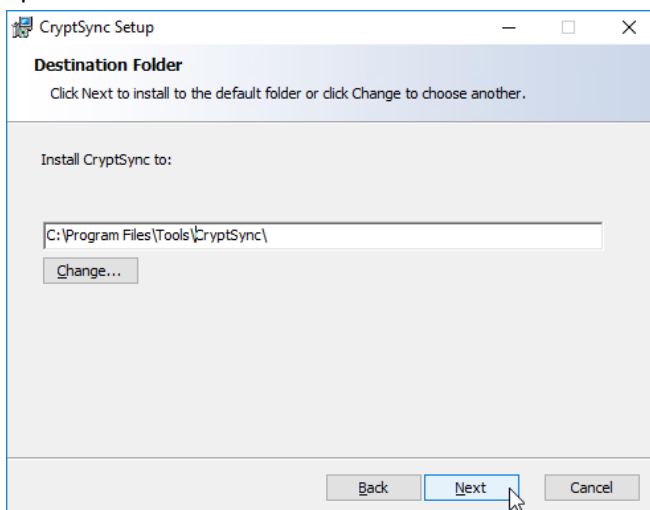 CryptSync Setup
Destination Folder
Click Next to install to the default folder or click Change to choose another.
Install CryptSync to:
C:\Program Files\Tools\CryptSync\
Change...
Back Next Cancel